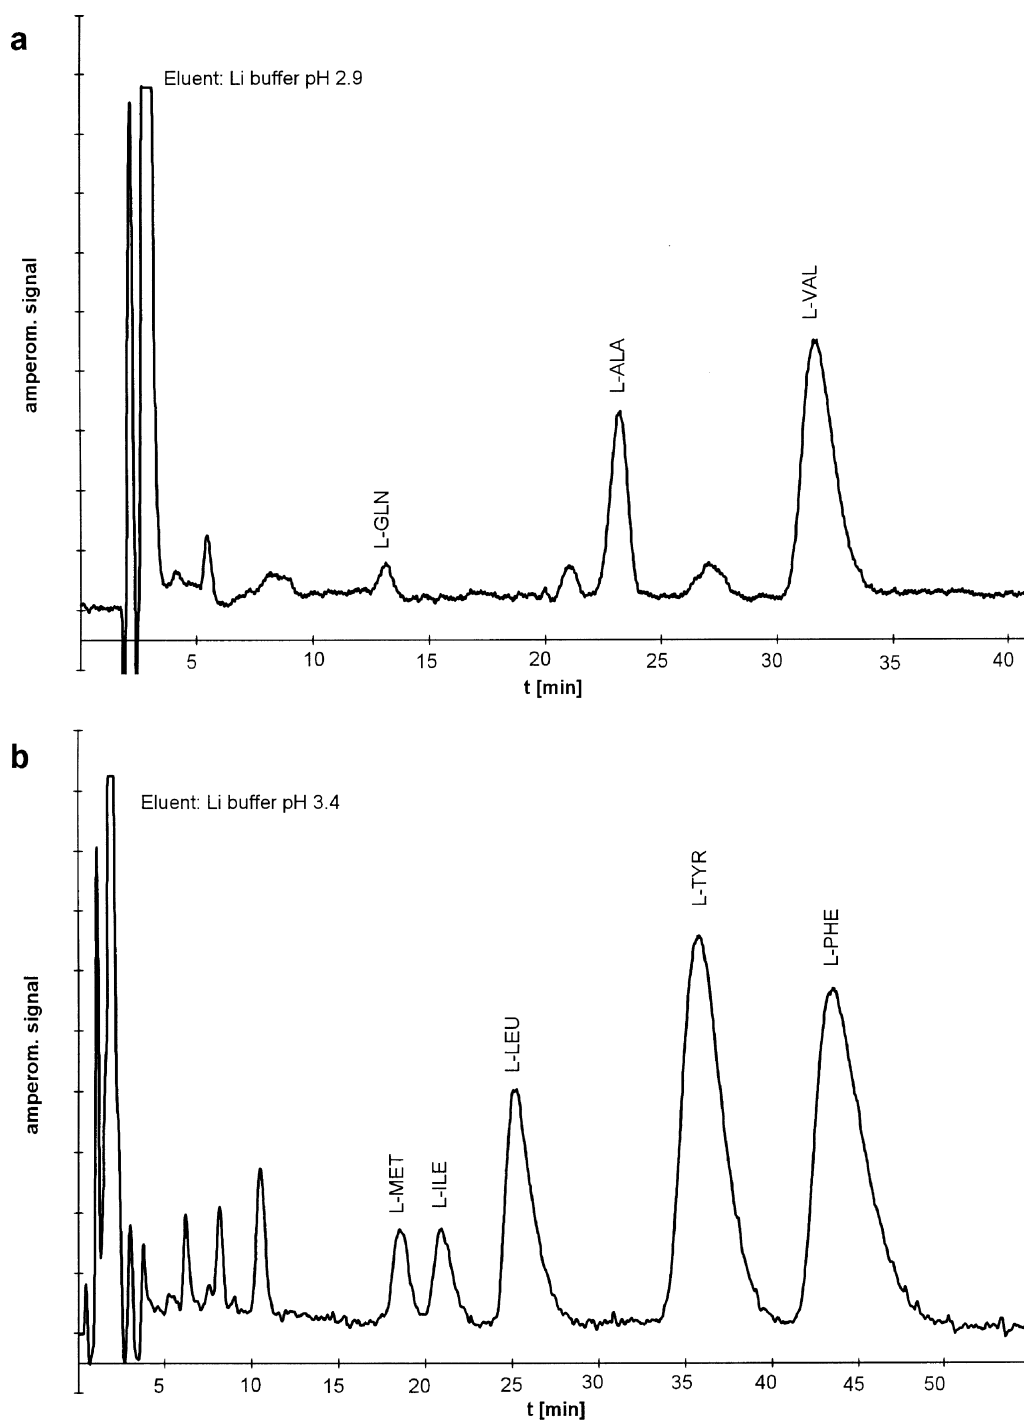 a
Eluent: Li buffer pH 2.9
amperom. signal
L-GLN
L-ALA
L-VAL
5 10 15 20 25 30 35 40
t [min]
b
Eluent: Li buffer pH 3.4
amperom. signal
L-MET
L-ILE
L-LEU
L-TYR
L-PHE
5 10 15 20 25 30 35 40 45 50
t [min]